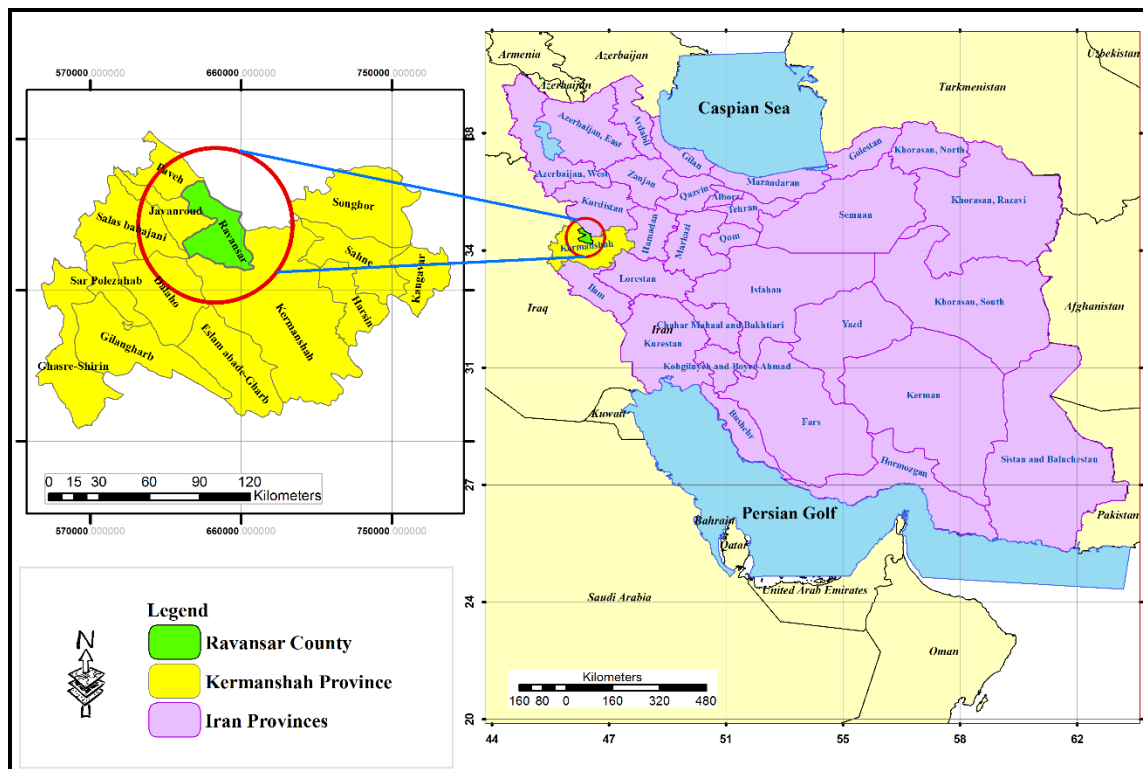 570000.000000
660000.000000
750000.000000
Paveh
Javanroud
Ravansar
Salas babajani
Songhor
Sahne
Kangavar
Sar Polezahab
Dalaho
Harsin
Kermanshah
Gilangharb
Eslam abade-Gharb
Ghasre-Shirin
0 15 30 60 90 120
Kilometers
570000.000000
660000.000000
750000.000000
Legend
N
Ravansar County
Kermanshah Province
Iran Provinces
Armenia
Azerbaijan
Uzbekistan
Azerbaijan
Tarkmenistan
Caspian Sea
38
Azerbaijan, East
Ardabil
Gilan
Golestan
Khorasan, North
Azerbaijan, West
Zanjan
Mazandaran
Qazvin
Alborz
Tehran
Kurdistan
Hamadan
Markazi
Qom
Semnan
Khorasan, Razavi
34
Kermanshah
Lorestan
Isfahan
Ilam
Khorasan, South
Afghanistan
Iraq
Chahar Mahaal and Bakhtiari
Iran
Yazd
Kuzestan
31
Kohgiluyeh and Boyer-Ahmad
Kerman
Kuwait
Bushehr
Fars
Sistan and Baluchestan
Hormozgan
27
Persian Golf
Pakistan
Bahrain
Qatar
United Arab Emirates
24
Saudi Arabia
Oman
Kilometers
160 80 0 160 320 480
20
44 47 51 55 58 62